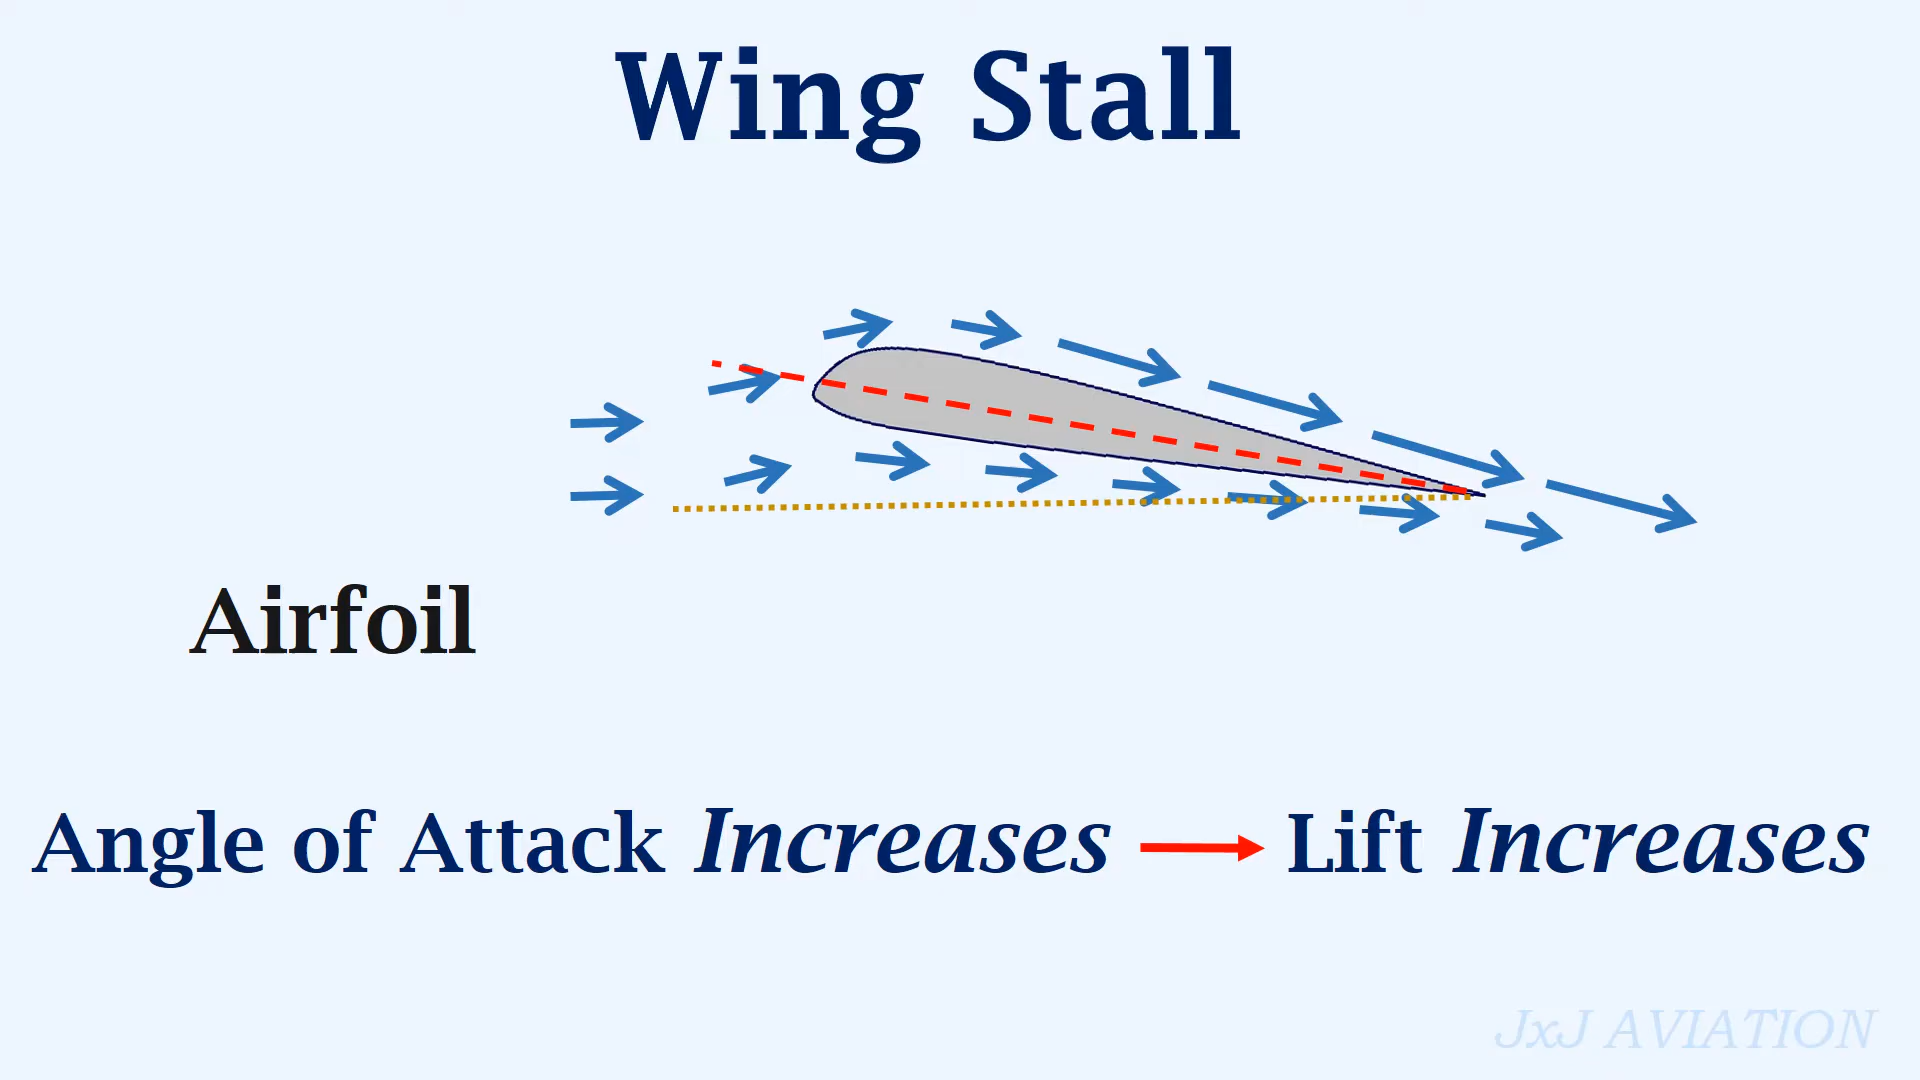 Wing Stall
Airfoil
Angle of Attack Increases → Lift Increases
JxJ AVIATION